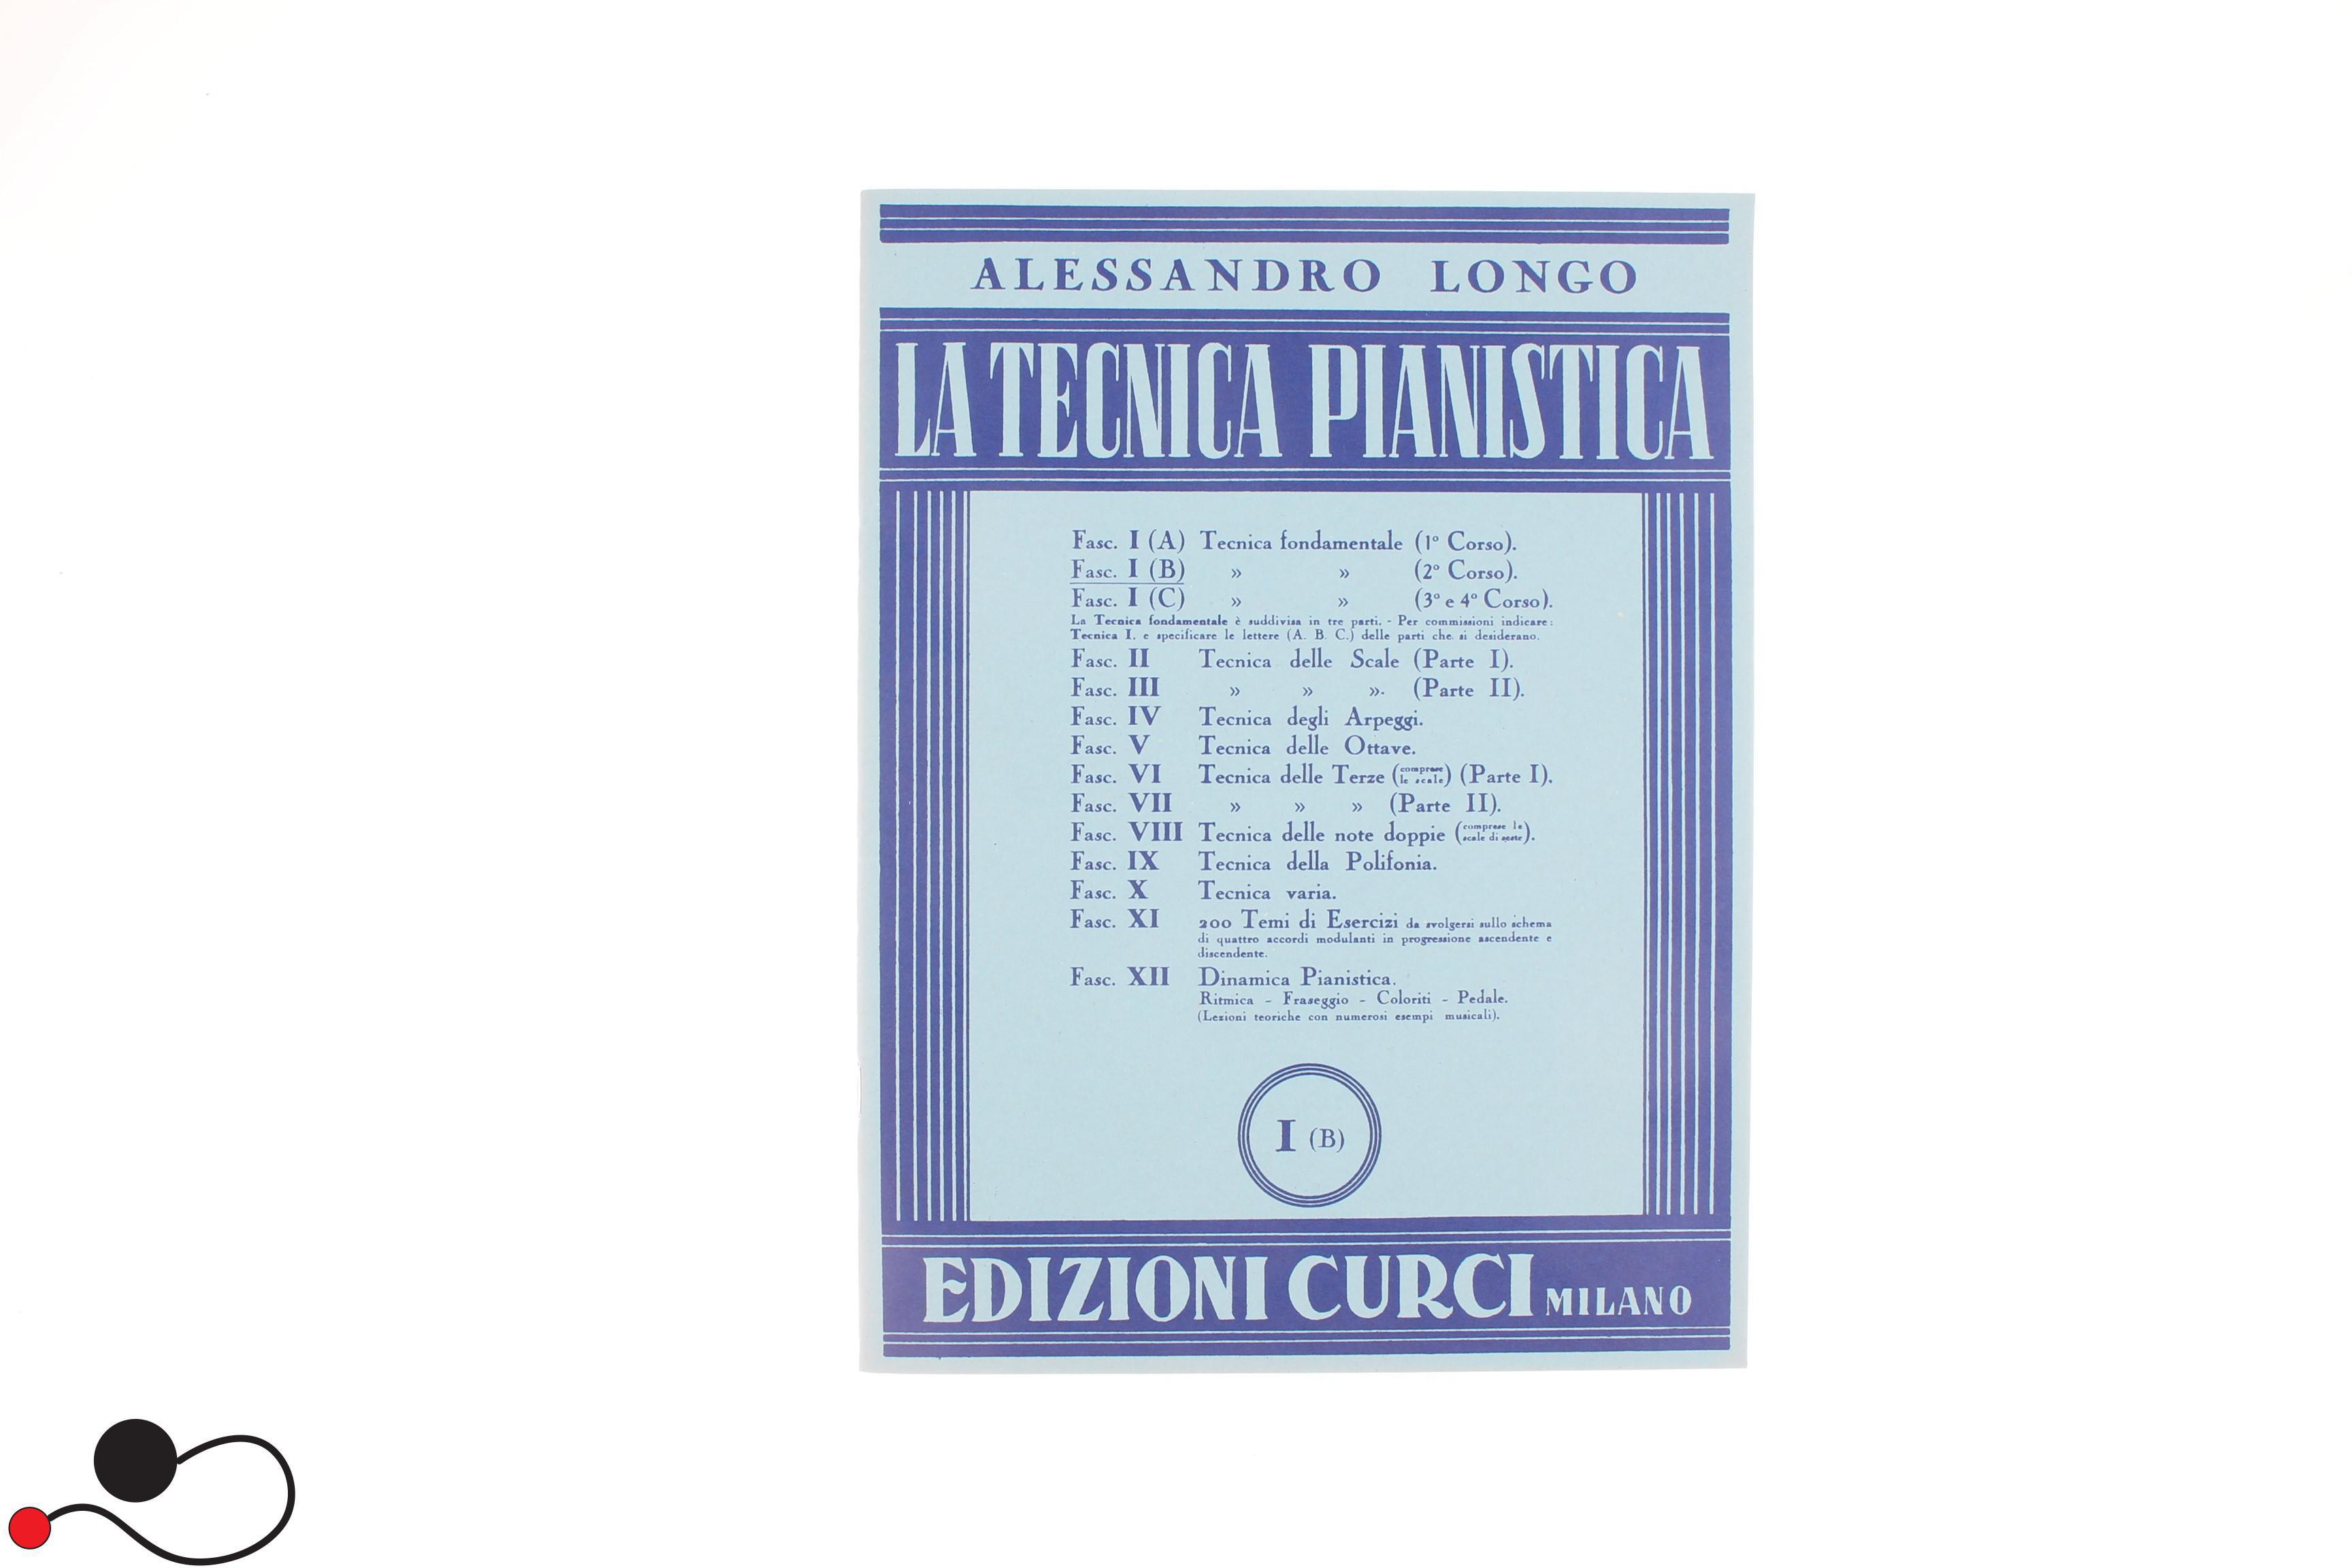 ALESSANDRO LONGO
LA TECNICA PIANISTICA
Fasc. I (A) Tecnica fondamentale (1º Corso).
Fasc. I (B) » » (2º Corso).
Fasc. I (C) » » (3º e 4º Corso).
La Tecnica fondamentale è suddivisa in tre parti. - Per commissioni indicare:
Tecnica I. e specificare le lettere (A. B. C.) delle parti che si desiderano.
Fasc. II Tecnica delle Scale (Parte I).
Fasc. III » » ». (Parte II).
Fasc. IV Tecnica degli Arpeggi.
Fasc. V Tecnica delle Ottave.
Fasc. VI Tecnica delle Terze (comprese le scale) (Parte I).
Fasc. VII » » » (Parte II).
Fasc. VIII Tecnica delle note doppie (comprese le scale di seste).
Fasc. IX Tecnica della Polifonia.
Fasc. X Tecnica varia.
Fasc. XI 200 Temi di Esercizi da svolgersi sullo schema
di quattro accordi modulanti in progressione ascendente e
discendente.
Fasc. XII Dinamica Pianistica.
Ritmica - Fraseggio - Coloriti - Pedale.
(Lezioni teoriche con numerosi esempi musicali).
I (B)
EDIZIONI CURCI MILANO